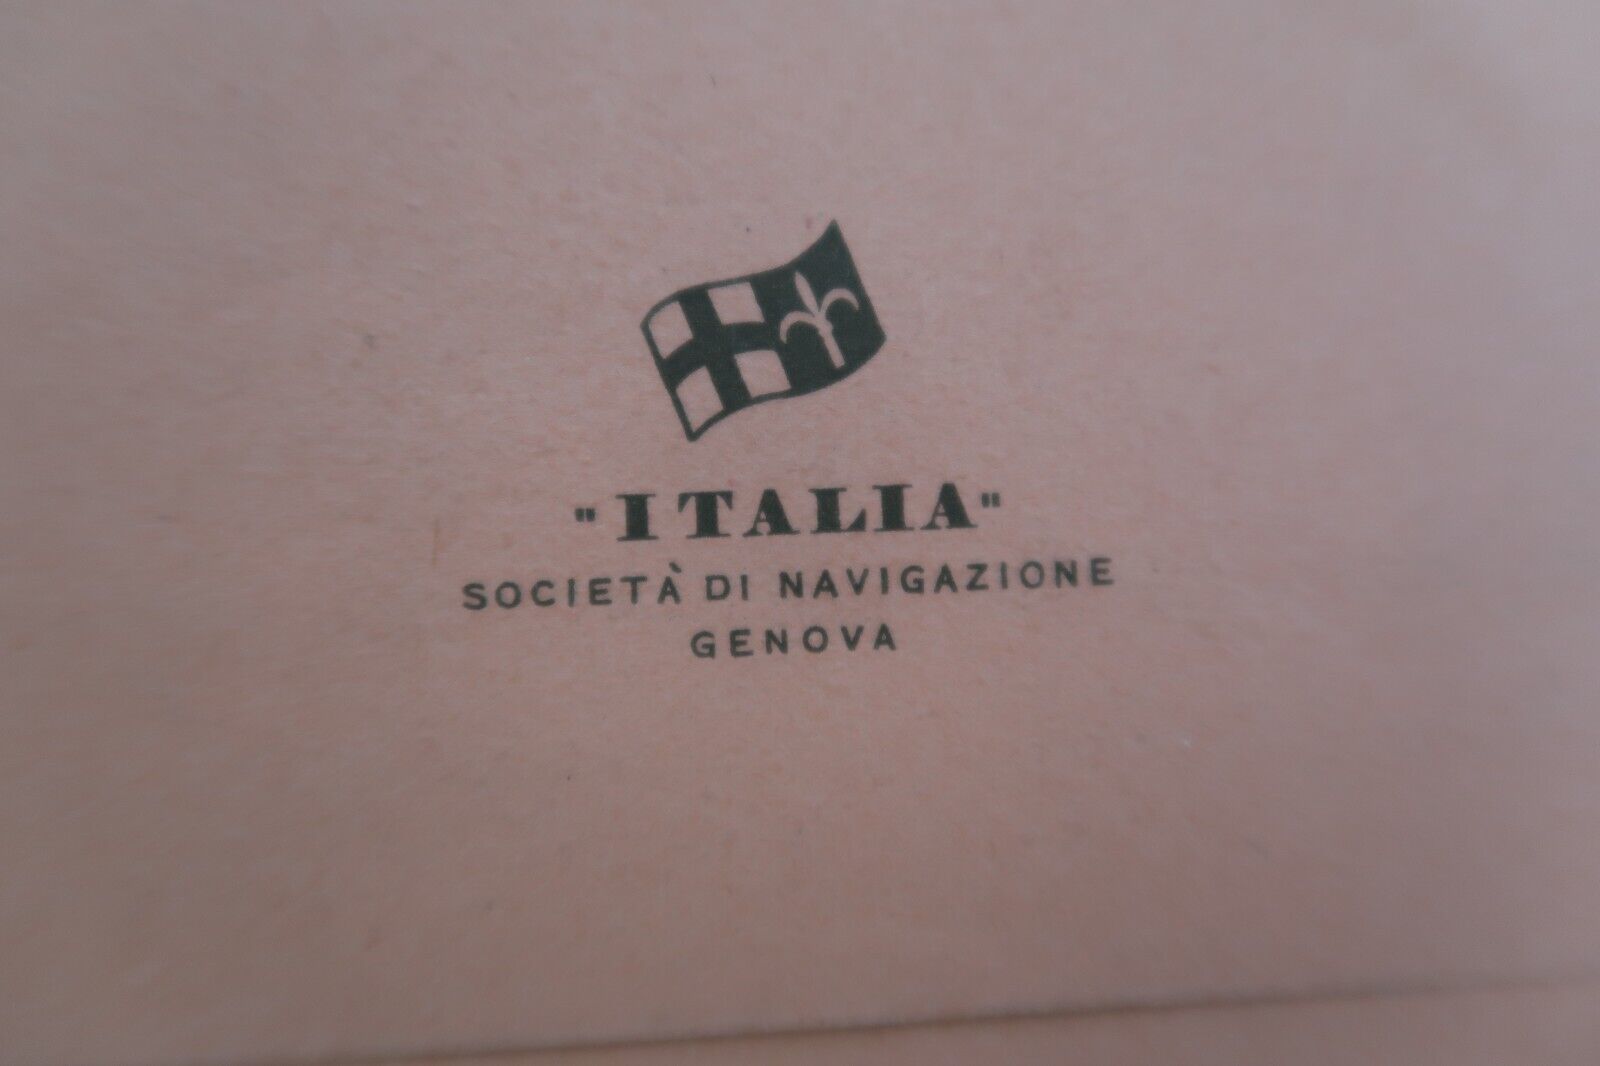 "ITALIA"
SOCIETÀ DI NAVIGAZIONE
GENOVA